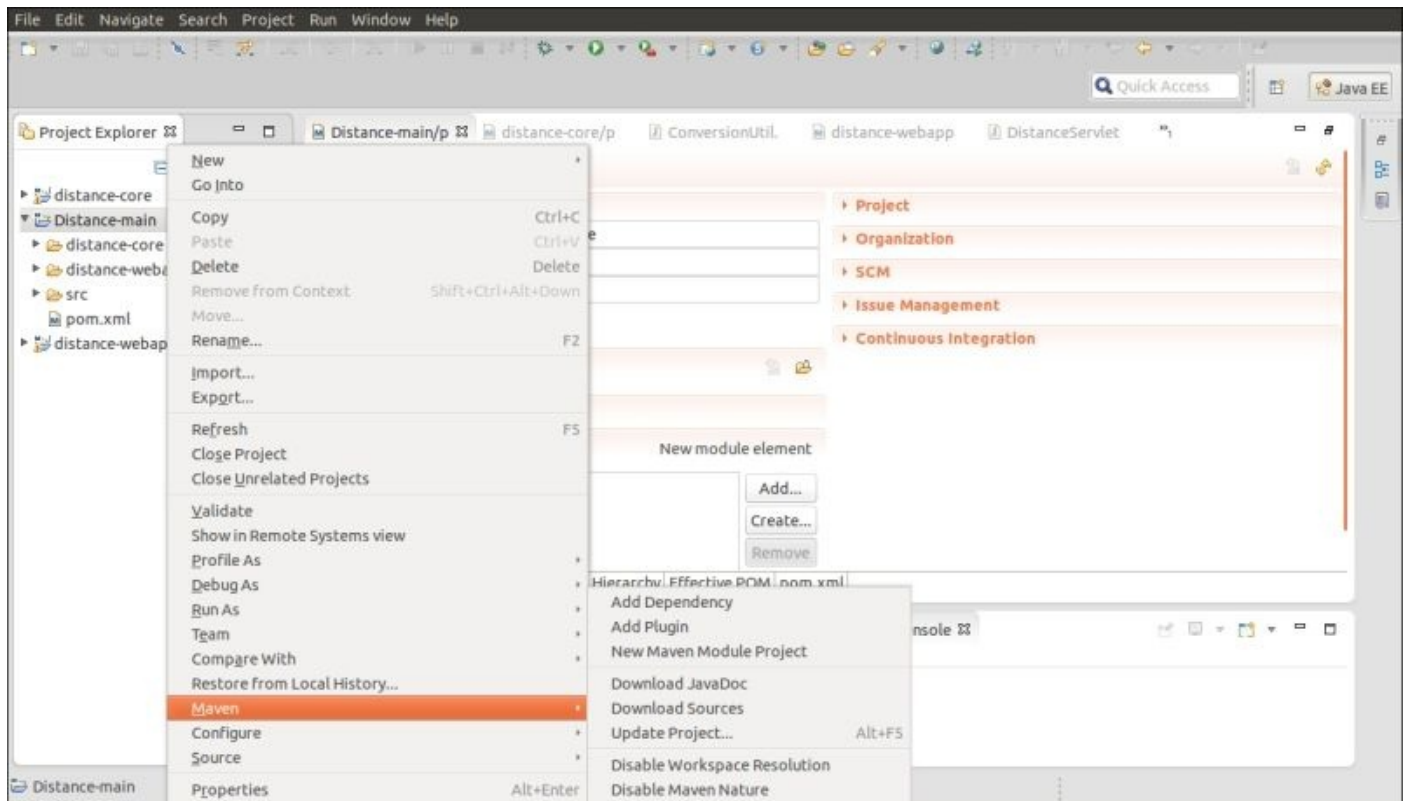 File Edit Navigate Search Project Run Window Help
Quick Access
Java EE
Project Explorer
Distance-main/p
distance-core/p
ConversionUtil.
distance-webapp
DistanceServlet
1
distance-core
Distance-main
distance-core
distance-weba
src
pom.xml
distance-webap
New
Go Into
Copy Ctrl+C
Paste Ctrl+V
Delete Delete
Remove from Context Shift+Ctrl+Alt+Down
Move...
Rename... F2
Import...
Export...
Refresh F5
Close Project
Close Unrelated Projects
Validate
Show in Remote Systems view
Profile As
Debug As
Run As
Team
Compare With
Restore from Local History...
Maven
Configure
Source
Properties Alt+Enter
e
Project
Organization
SCM
Issue Management
Continuous Integration
New module element
Add...
Create...
Remove
Hierarchy Effective POM pom.xml
Add Dependency
Add Plugin
New Maven Module Project
Download JavaDoc
Download Sources
Update Project... Alt+F5
Disable Workspace Resolution
Disable Maven Nature
nsole
Distance-main